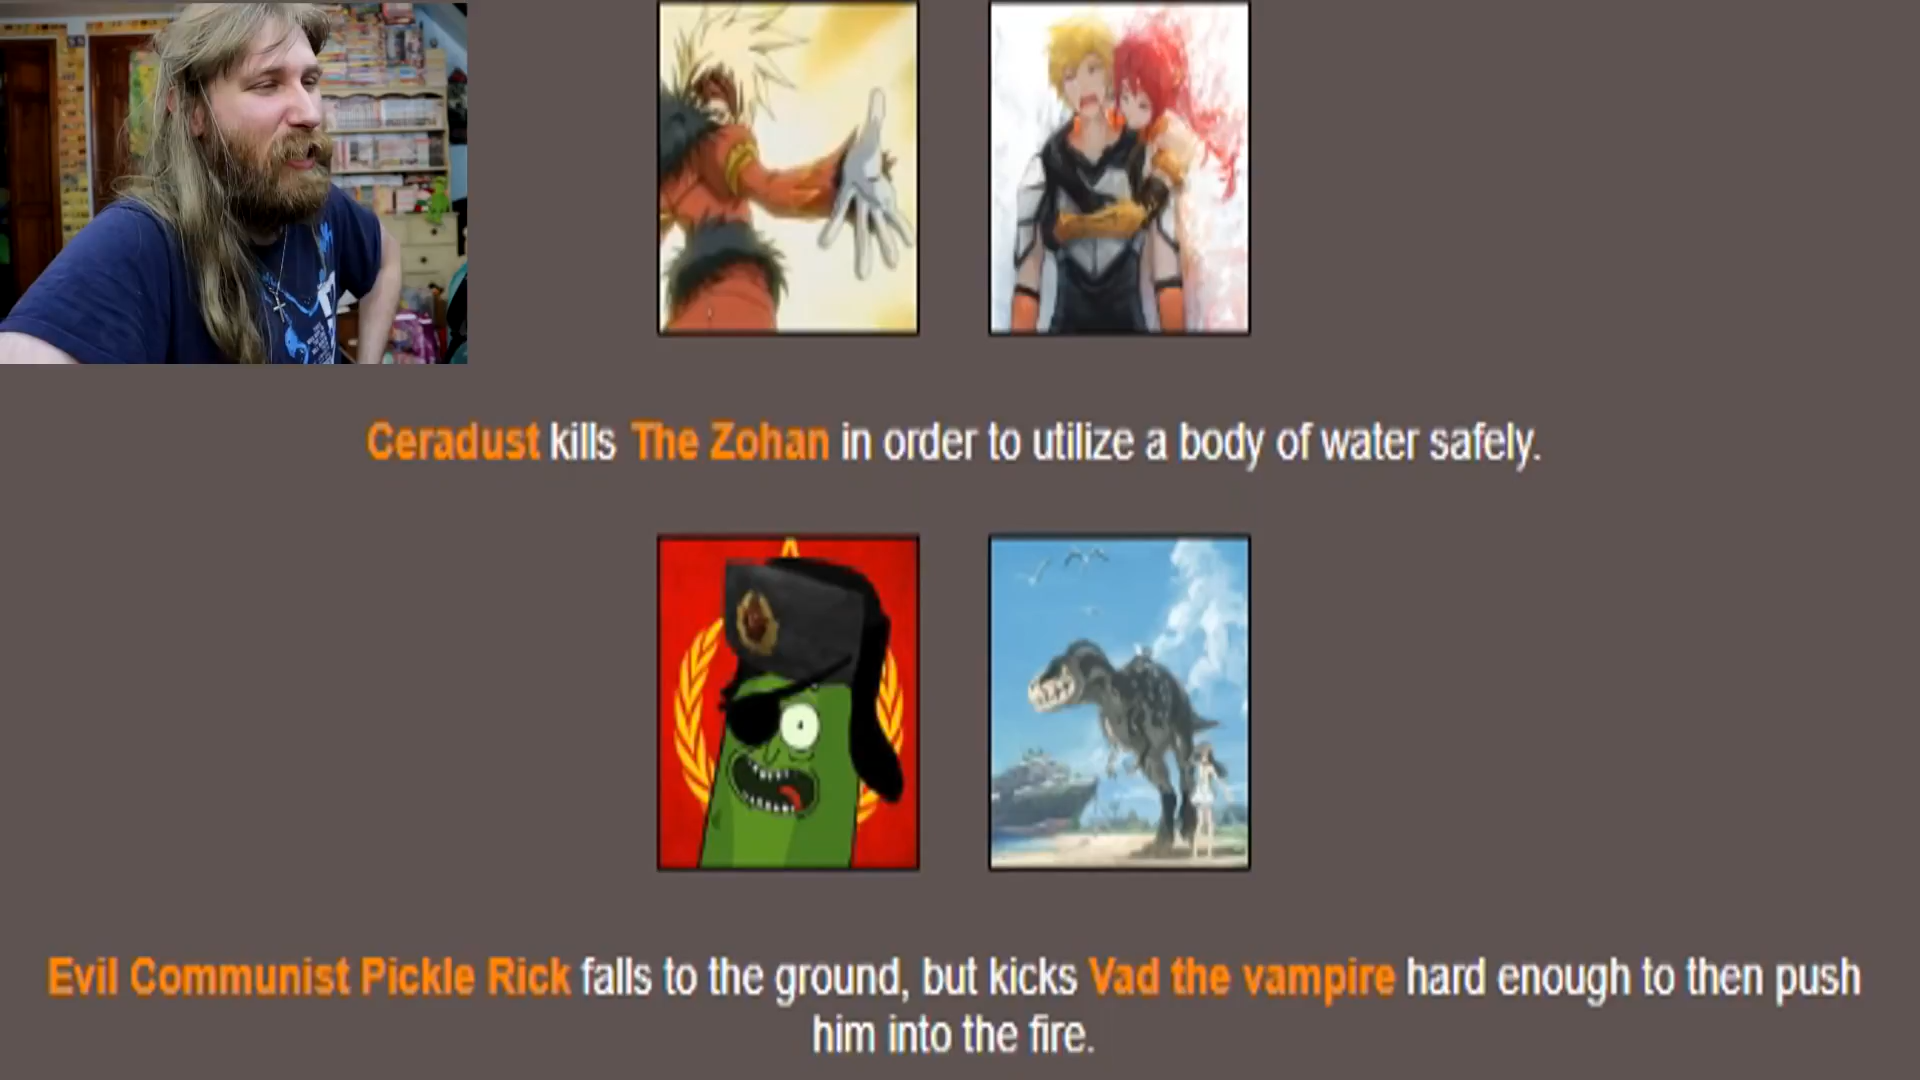 Ceradust kills The Zohan in order to utilize a body of water safely.
Evil Communist Pickle Rick falls to the ground, but kicks Vad the vampire hard enough to then push
him into the fire.